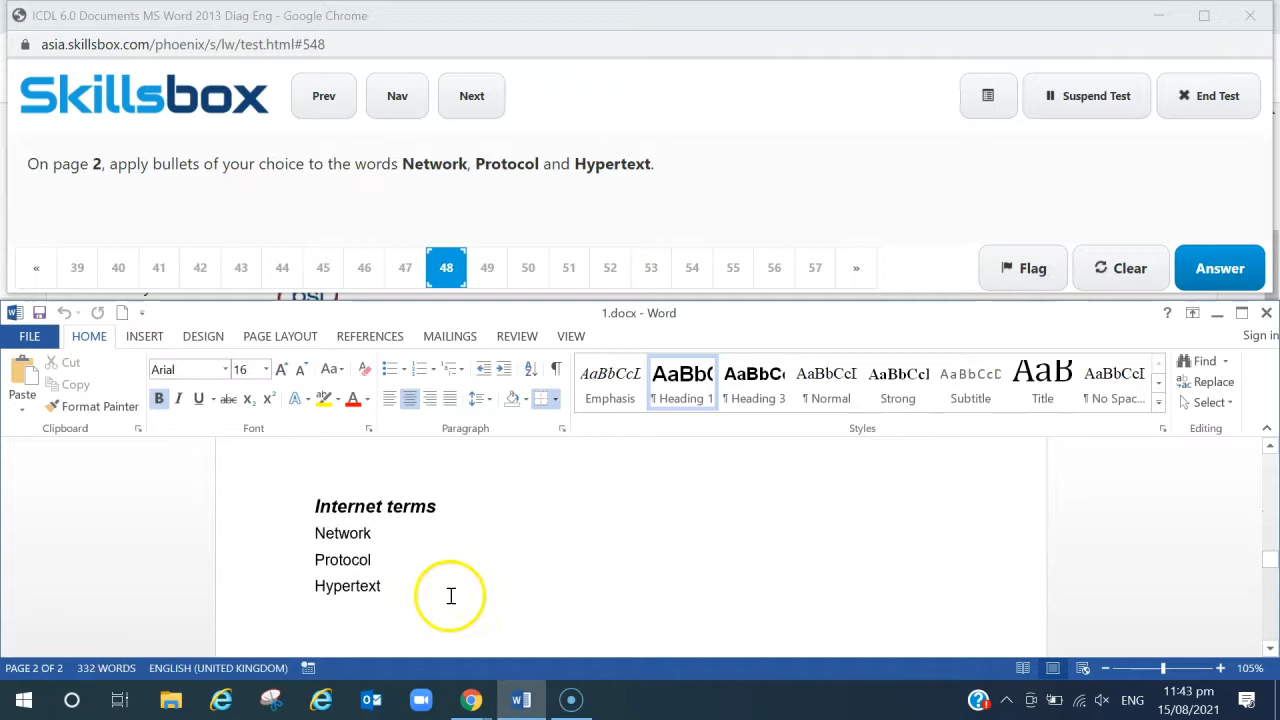 ICDL 6.0 Documents MS Word 2013 Diag Eng - Google Chrome
asia.skillsbox.com/phoenix/s/lw/test.html#548
Skillsbox
Prev Nav Next
Suspend Test
End Test
On page 2, apply bullets of your choice to the words Network, Protocol and Hypertext.
« 39 40 41 42 43 44 45 46 47 48 49 50 51 52 53 54 55 56 57 »
Flag Clear Answer
1.docx - Word
FILE HOME INSERT DESIGN PAGE LAYOUT REFERENCES MAILINGS REVIEW VIEW
Sign in
Paste
Cut
Copy
Format Painter
Clipboard
Arial 16
Font
Paragraph
AaBbCcL AaBbC AaBbC AaBbCcI AaBbCcI AaBbCcD AaB AaBbCcI
Emphasis ¶ Heading 1 ¶ Heading 3 ¶ Normal Strong Subtitle Title ¶ No Spac...
Styles
Find
Replace
Select
Editing
Internet terms
Network
Protocol
Hypertext
PAGE 2 OF 2 332 WORDS ENGLISH (UNITED KINGDOM)
105%
ENG
11:43 pm
15/08/2021